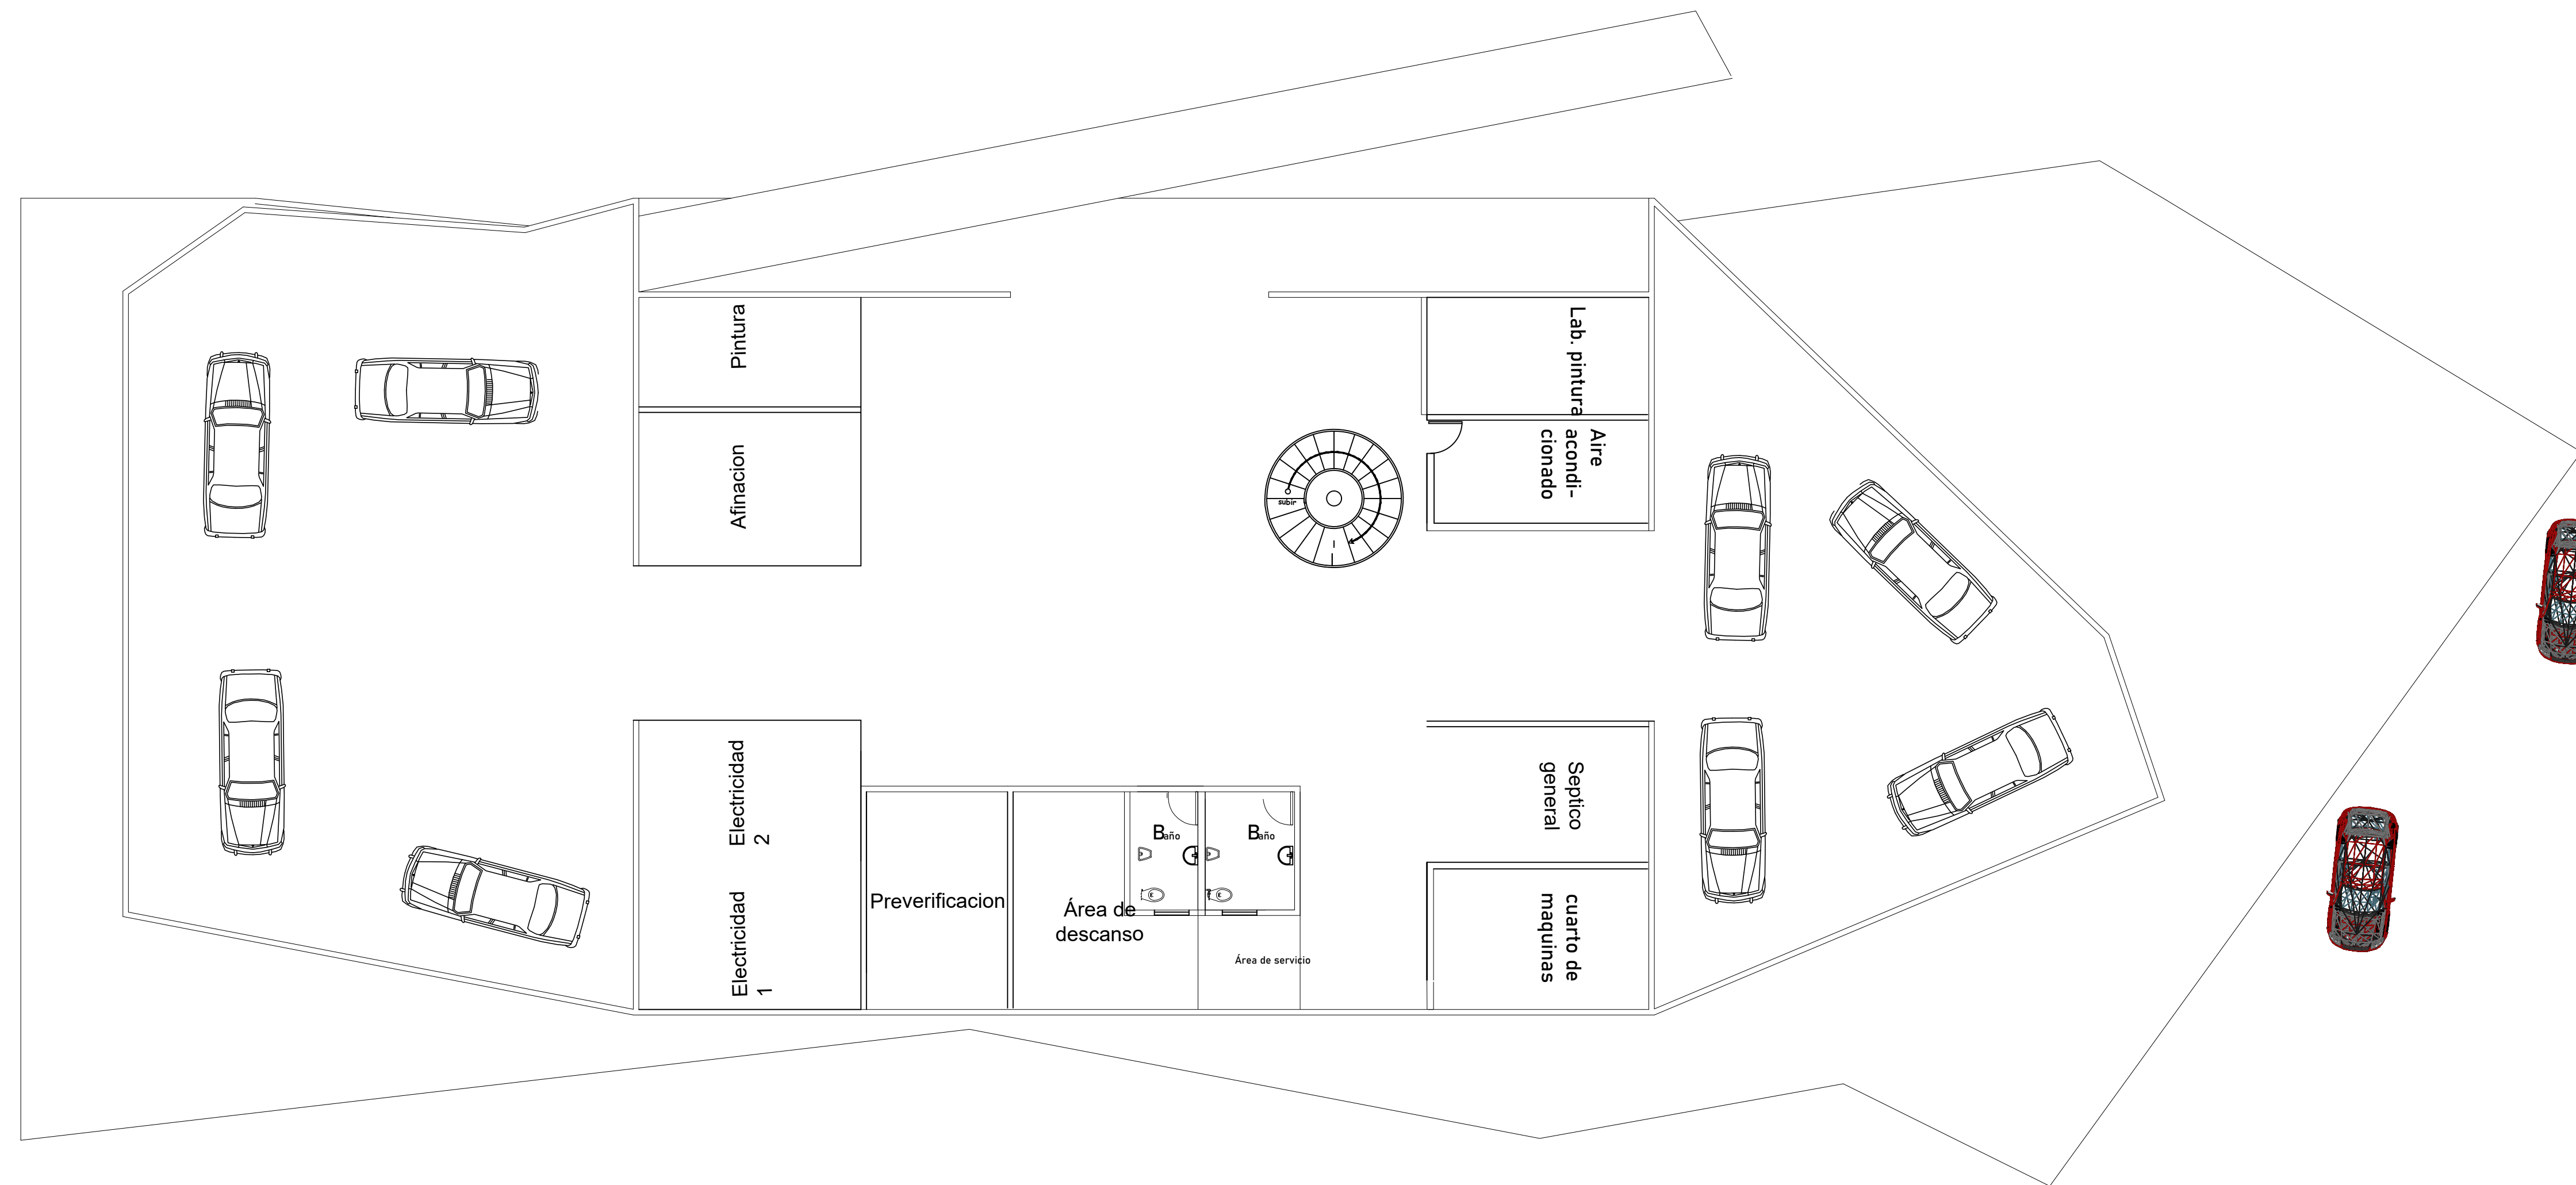 Pintura
Afinacion
Electricidad
2
Electricidad
1
Preverificacion
Área de
descanso
Baño
Baño
Área de servicio
subir
Lab. pintura
Aire
acondi-
cionado
Septico
general
cuarto de
maquinas